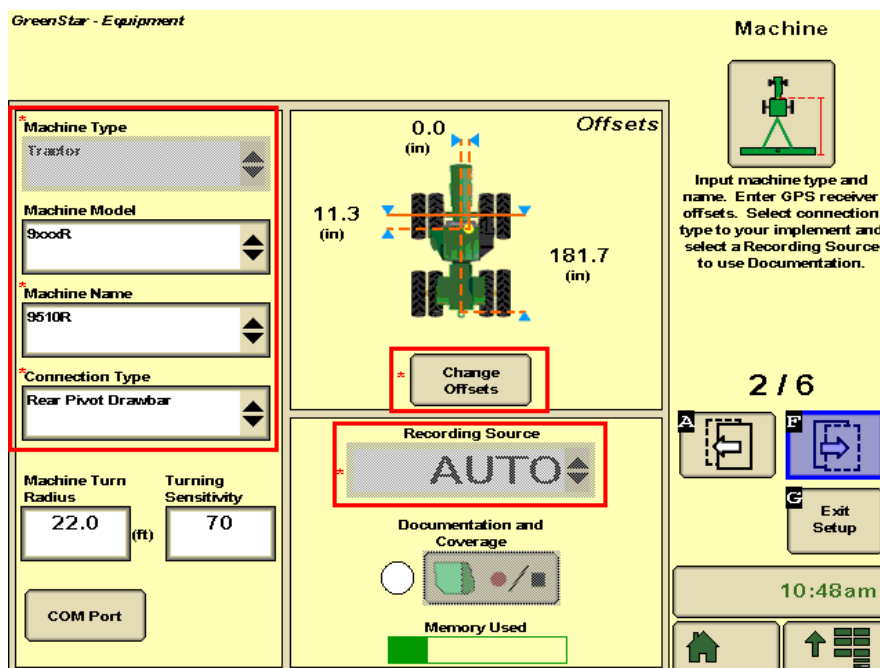 GreenStar - Equipment
Machine
Input machine type and
name. Enter GPS receiver
offsets. Select connection
type to your implement and
select a Recording Source
to use Documentation.
*Machine Type
Tractor
Machine Model
9xxxR
*Machine Name
9510R
*Connection Type
Rear Pivot Drawbar
Machine Turn
Radius
22.0
(ft)
Turning
Sensitivity
70
COM Port
Offsets
0.0
(in)
11.3
(in)
181.7
(in)
* Change
Offsets
Recording Source
* AUTO
Documentation and
Coverage
Memory Used
2 / 6
A
F
G
Exit
Setup
10:48am